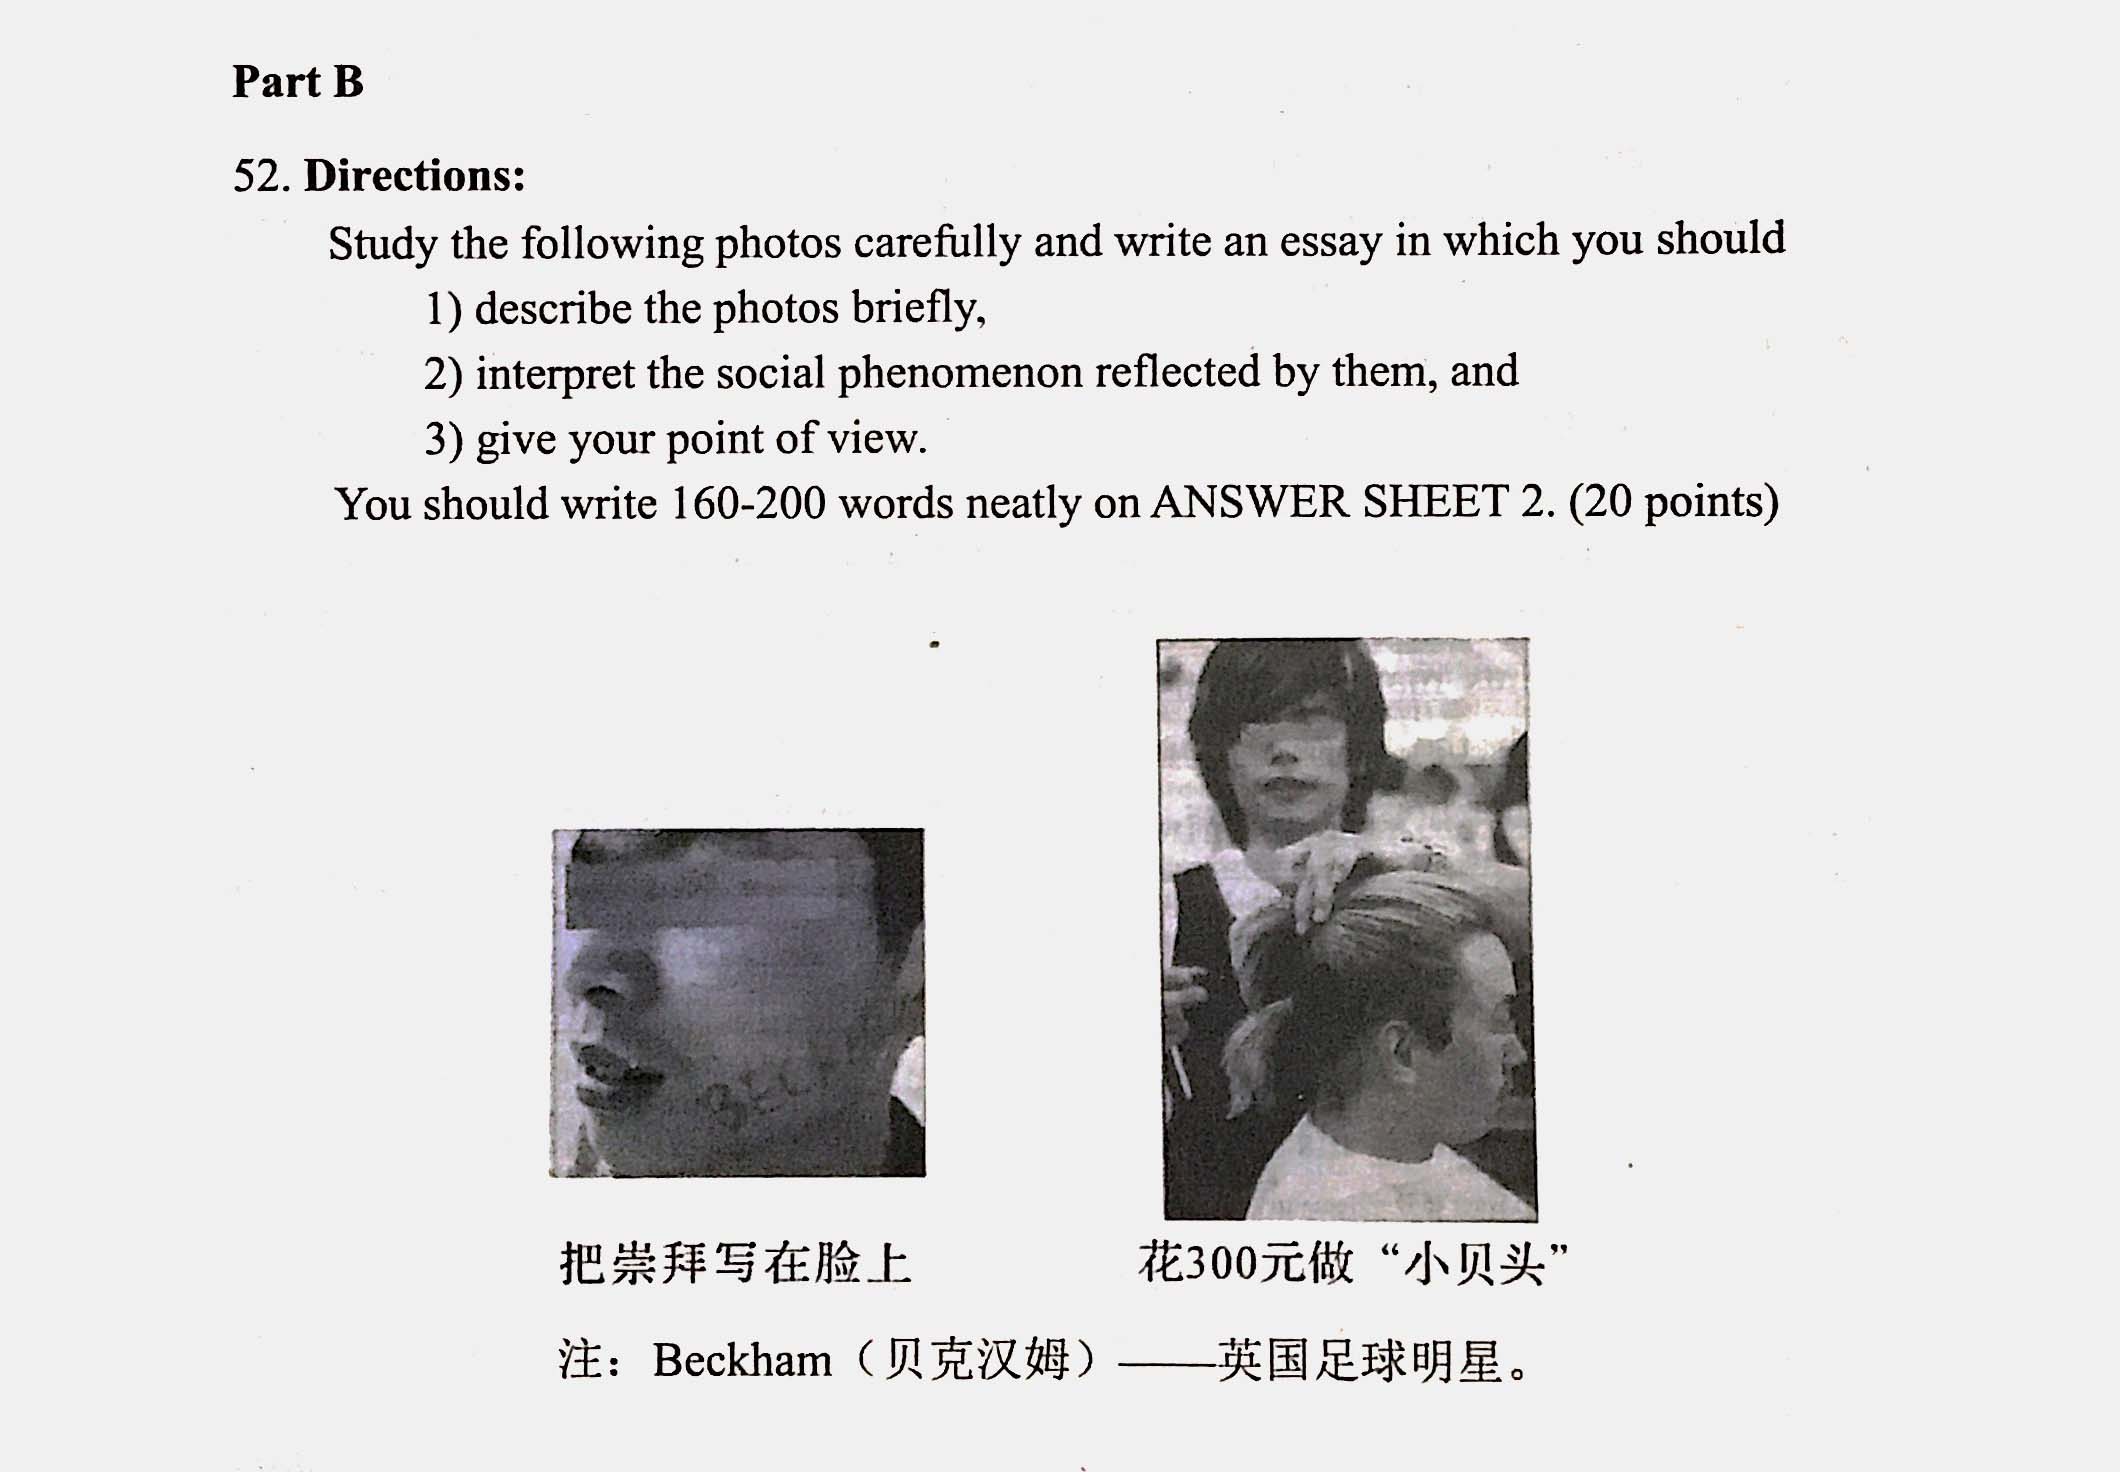 Part B
52. Directions:
Study the following photos carefully and write an essay in which you should
1) describe the photos briefly,
2) interpret the social phenomenon reflected by them, and
3) give your point of view.
You should write 160-200 words neatly on ANSWER SHEET 2. (20 points)
把崇拜写在脸上
花300元做“小贝头”
注：Beckham（贝克汉姆）——英国足球明星。